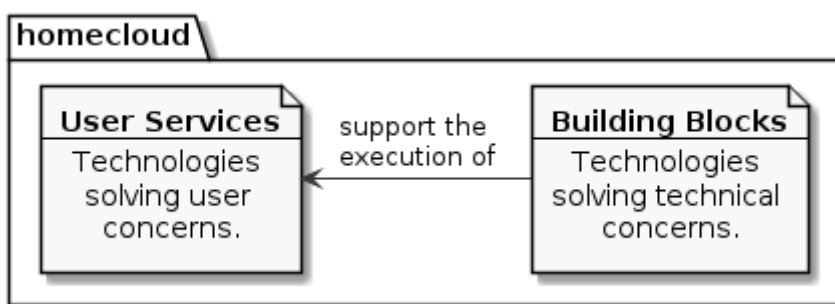 homecloud
User Services
Technologies
solving user
concerns.
support the
execution of
Building Blocks
Technologies
solving technical
concerns.